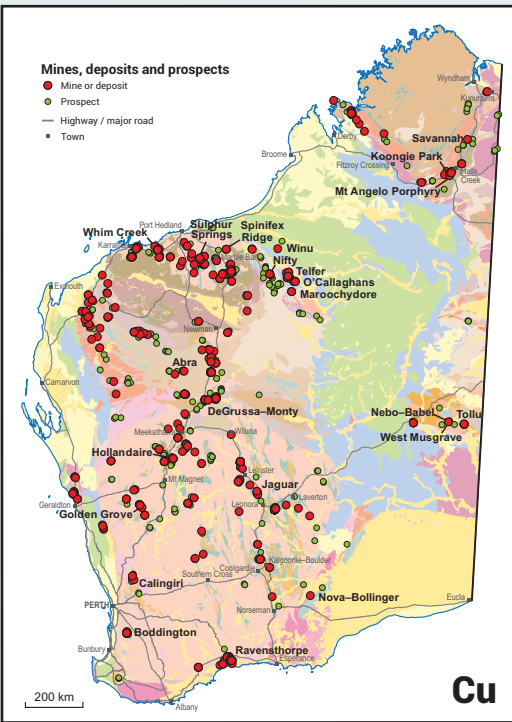 Mines, deposits and prospects
Mine or deposit
Prospect
Highway / major road
Town
Wyndham
Kununurra
Derby
Savannah
Broome
Koongie Park
Fitzroy Crossing
Halls
Creek
Mt Angelo Porphyry
Port Hedland
Sulphur
Springs
Spinifex
Ridge
Whim Creek
Karratha
Marble Bar
Winu
Nifty
Telfer
O'Callaghans
Maroochydore
Exmouth
Newman
Abra
Carnarvon
DeGrussa–Monty
Nebo–Babel
Tollu
West Musgrave
Meekatharra
Wiluna
Hollandaire
Mt Magnet
Leinster
Jaguar
Laverton
Leonora
Geraldton
Golden Grove
Kalgoorlie–Boulder
Coolgardie
Southern Cross
Calingiri
Nova–Bollinger
Eucla
PERTH
Norseman
Boddington
Bunbury
Ravensthorpe
Esperance
Albany
200 km
Cu